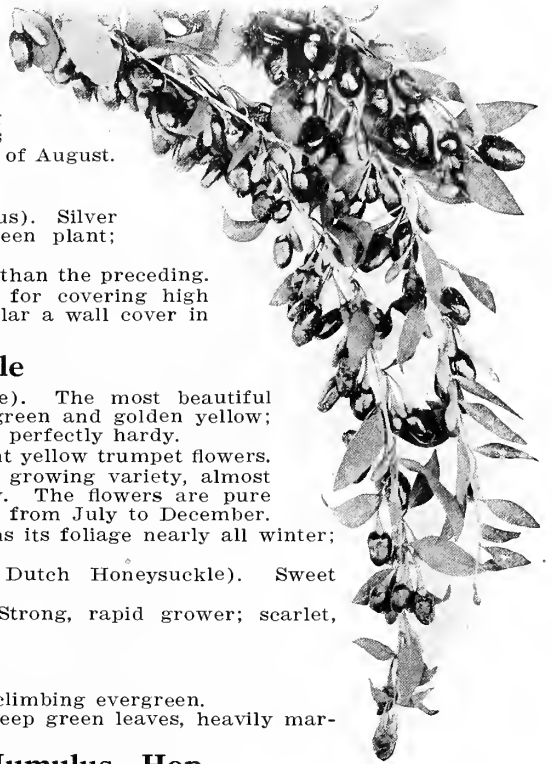 of August.
us). Silver
een plant;
than the preceding.
for covering high
lar a wall cover in
le
e). The most beautiful
green and golden yellow;
perfectly hardy.
t yellow trumpet flowers.
growing variety, almost
. The flowers are pure
from July to December.
s its foliage nearly all winter;
Dutch Honeysuckle). Sweet
Strong, rapid grower; scarlet,
climbing evergreen.
eep green leaves, heavily mar-
Humulus Hop